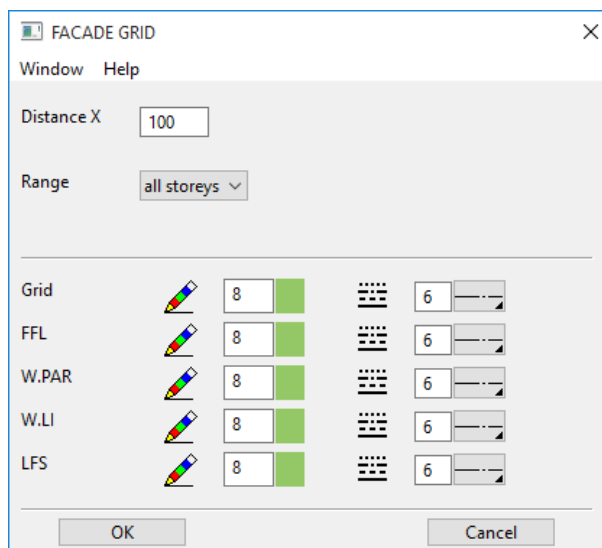 FACADE GRID
Window Help
Distance X 100
Range all storeys
Grid 8 6
FFL 8 6
W.PAR 8 6
W.LI 8 6
LFS 8 6
OK Cancel